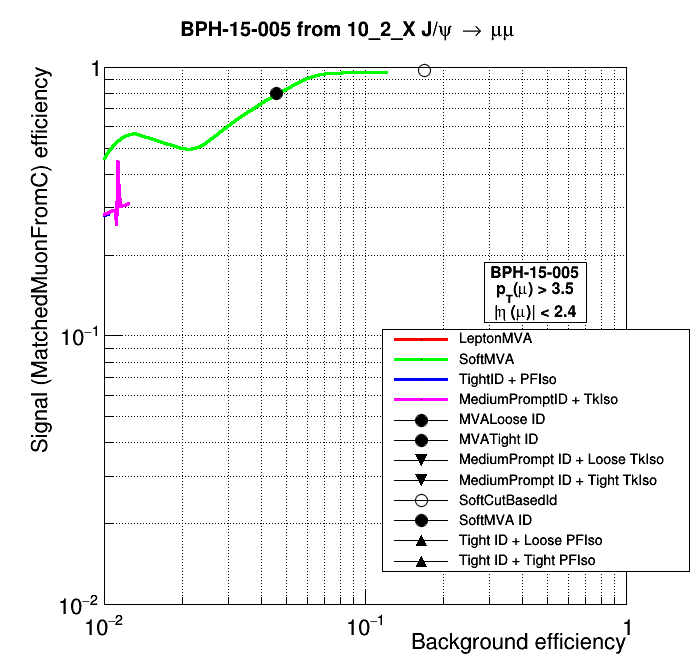 BPH-15-005 from 10_2_X J/ψ → μμ
Signal (MatchedMuonFromC) efficiency
1
10⁻¹
10⁻²
BPH-15-005
p_T(μ) > 3.5
|η (μ)| < 2.4
LeptonMVA
SoftMVA
TightID + PFIso
MediumPromptID + TkIso
MVALoose ID
MVATight ID
MediumPrompt ID + Loose TkIso
MediumPrompt ID + Tight TkIso
SoftCutBasedId
SoftMVA ID
Tight ID + Loose PFIso
Tight ID + Tight PFIso
10⁻² 10⁻¹ 1
Background efficiency